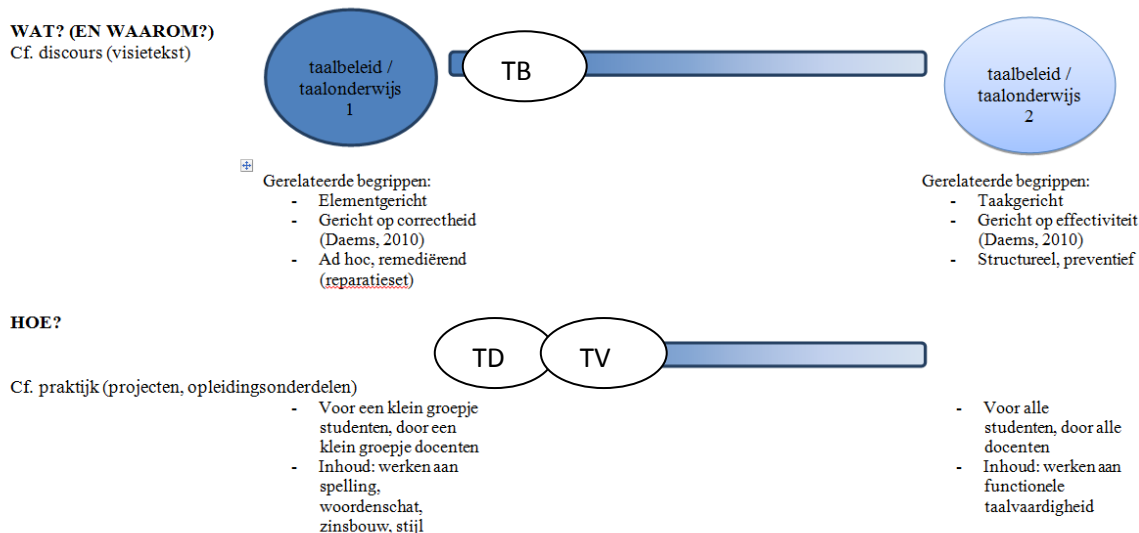 WAT? (EN WAAROM?)
Cf. discours (visietekst)
taalbeleid /
taalonderwijs
1
TB
taalbeleid /
taalonderwijs
2
Gerelateerde begrippen:
- Elementgericht
- Gericht op correctheid
(Daems, 2010)
- Ad hoc, remediërend
(reparatieset)
Gerelateerde begrippen:
- Taakgericht
- Gericht op effectiviteit
(Daems, 2010)
- Structureel, preventief
HOE?
TD
TV
Cf. praktijk (projecten, opleidingsonderdelen)
- Voor een klein groepje
studenten, door een
klein groepje docenten
- Inhoud: werken aan
spelling,
woordenschat,
zinsbouw, stijl
- Voor alle
studenten, door alle
docenten
- Inhoud: werken aan
functionele
taalvaardigheid